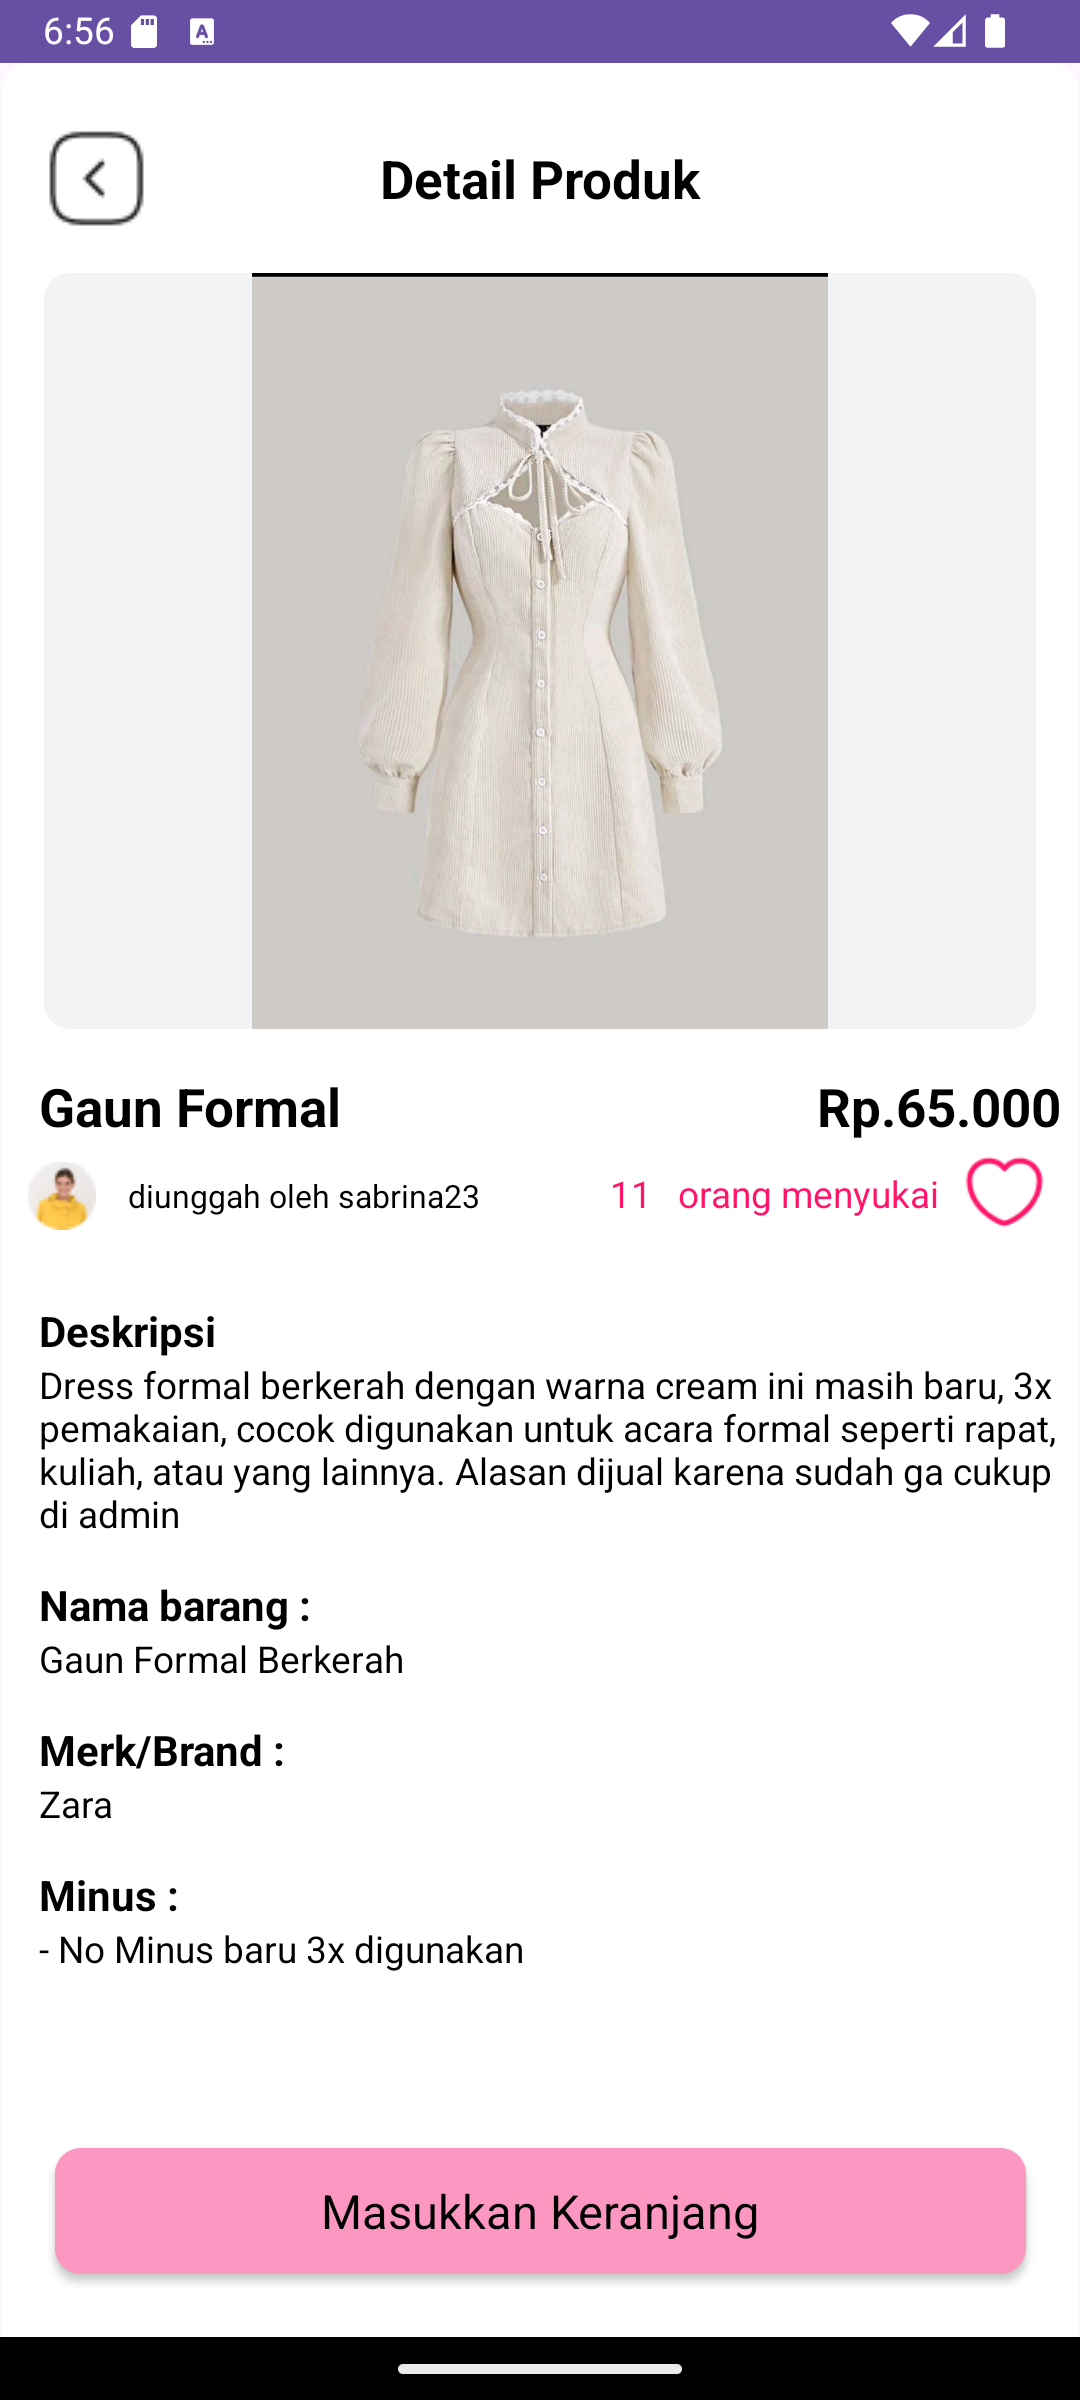 6:56
A
Detail Produk
Gaun Formal
Rp.65.000
diunggah oleh sabrina23
11 orang menyukai
Deskripsi
Dress formal berkerah dengan warna cream ini masih baru, 3x
pemakaian, cocok digunakan untuk acara formal seperti rapat,
kuliah, atau yang lainnya. Alasan dijual karena sudah ga cukup
di admin
Nama barang :
Gaun Formal Berkerah
Merk/Brand :
Zara
Minus :
- No Minus baru 3x digunakan
Masukkan Keranjang